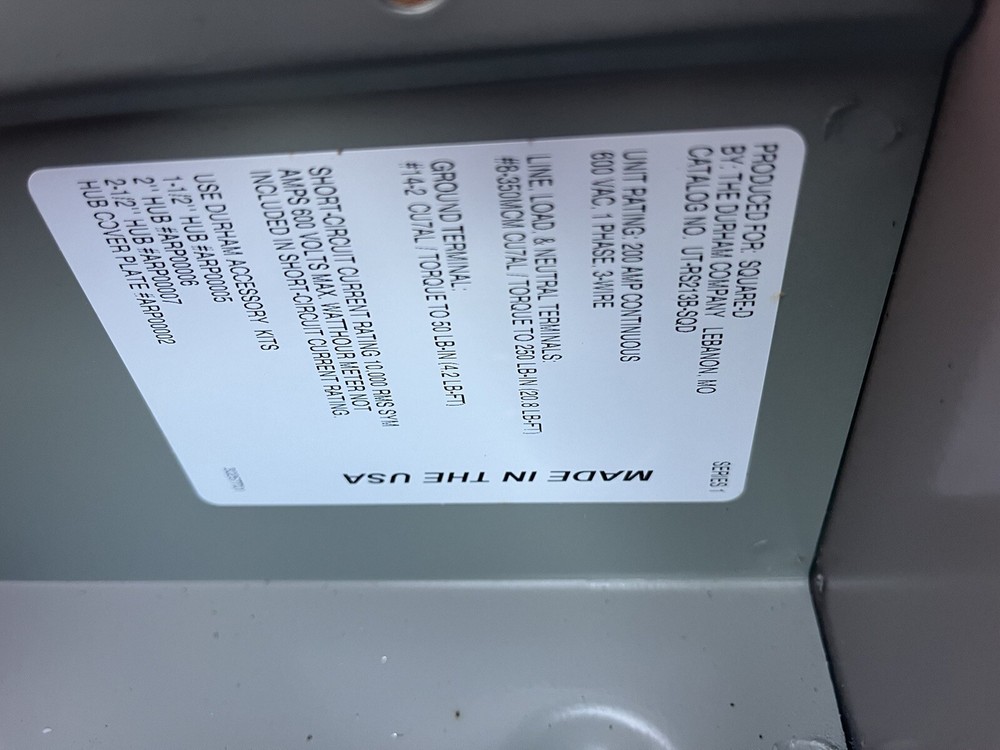 PRODUCED FOR SQUARE-D
BY: THE DURHAM COMPANY LEBANON, MO
CATALOG NO. UT-RS213B-SQD
SERIES 1
UNIT RATING: 200 AMP CONTINUOUS
600 VAC, 1 PHASE 3-WIRE
LINE, LOAD, & NEUTRAL TERMINALS:
#6-350MCM CU7AL / TORQUE TO 250 LB-IN (20.8 LB-FT)
GROUND TERMINAL:
#14-2 CU7AL / TORQUE TO 50 LB-IN (4.2 LB-FT)
SHORT-CIRCUIT CURRENT RATING 10,000 RMS SYM
AMPS 600 VOLTS MAX. WATTHOUR METER NOT
INCLUDED IN SHORT-CIRCUIT CURRENT RATING.
USE DURHAM ACCESSORY KITS
1-1/2" HUB #ARP00005
2" HUB #ARP00006
2-1/2" HUB #ARP00007
HUB COVER PLATE #ARP00002
MADE IN THE USA